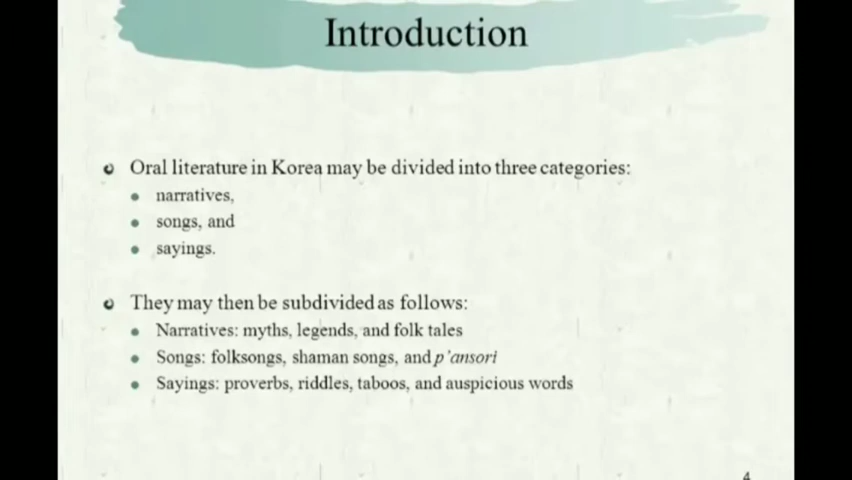 Introduction
Oral literature in Korea may be divided into three categories:
narratives,
songs, and
sayings.
They may then be subdivided as follows:
Narratives: myths, legends, and folk tales
Songs: folksongs, shaman songs, and p'ansori
Sayings: proverbs, riddles, taboos, and auspicious words
4